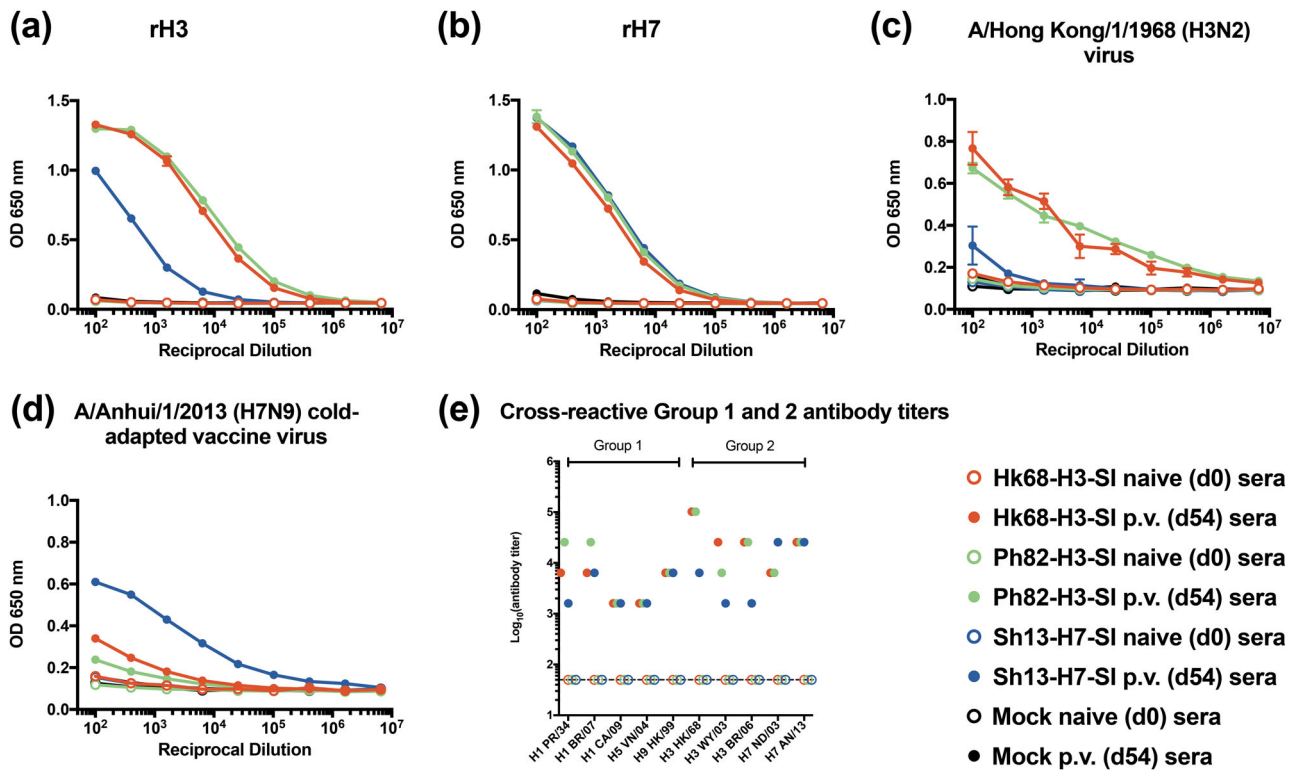 (a) rH3
OD 650 nm
1.5
1.0
0.5
0.0
10² 10³ 10⁴ 10⁵ 10⁶ 10⁷
Reciprocal Dilution
(b) rH7
OD 650 nm
1.5
1.0
0.5
0.0
10² 10³ 10⁴ 10⁵ 10⁶ 10⁷
Reciprocal Dilution
(c) A/Hong Kong/1/1968 (H3N2)
virus
OD 650 nm
1.0
0.8
0.6
0.4
0.2
0.0
10² 10³ 10⁴ 10⁵ 10⁶ 10⁷
Reciprocal Dilution
(d) A/Anhui/1/2013 (H7N9) cold-
adapted vaccine virus
OD 650 nm
1.0
0.8
0.6
0.4
0.2
0.0
10² 10³ 10⁴ 10⁵ 10⁶ 10⁷
Reciprocal Dilution
(e) Cross-reactive Group 1 and 2 antibody titers
Group 1 Group 2
Log₁₀(antibody titer)
6
5
4
3
2
1
H1 PR/34
H1 BR/07
H1 CA/09
H5 VN/04
H9 HK/99
H3 HK/68
H3 WY/03
H3 BR/06
H7 ND/03
H7 AN/13
Hk68-H3-SI naive (d0) sera
Hk68-H3-SI p.v. (d54) sera
Ph82-H3-SI naive (d0) sera
Ph82-H3-SI p.v. (d54) sera
Sh13-H7-SI naive (d0) sera
Sh13-H7-SI p.v. (d54) sera
Mock naive (d0) sera
Mock p.v. (d54) sera